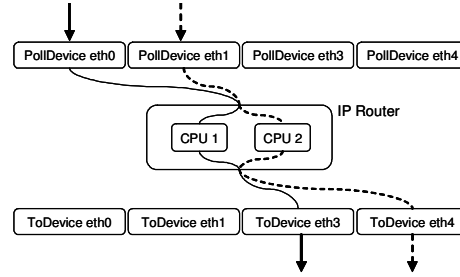 PollDevice eth0 PollDevice eth1 PollDevice eth3 PollDevice eth4
IP Router
CPU 1 CPU 2
ToDevice eth0 ToDevice eth1 ToDevice eth3 ToDevice eth4